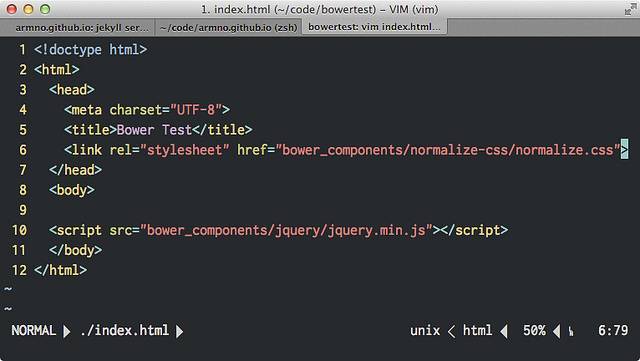 1. index.html (~/code/bowertest) – VIM (vim)
armno.github.io: jekyll ser... ~/code/armno.github.io (zsh) bowertest: vim index.html...
1 <!doctype html>
2 <html>
3   <head>
4     <meta charset="UTF-8">
5     <title>Bower Test</title>
6     <link rel="stylesheet" href="bower_components/normalize-css/normalize.css">
7   </head>
8   <body>
9
10   <script src="bower_components/jquery/jquery.min.js"></script>
11   </body>
12 </html>
~
~
NORMAL ./index.html unix < html 50% 6:79